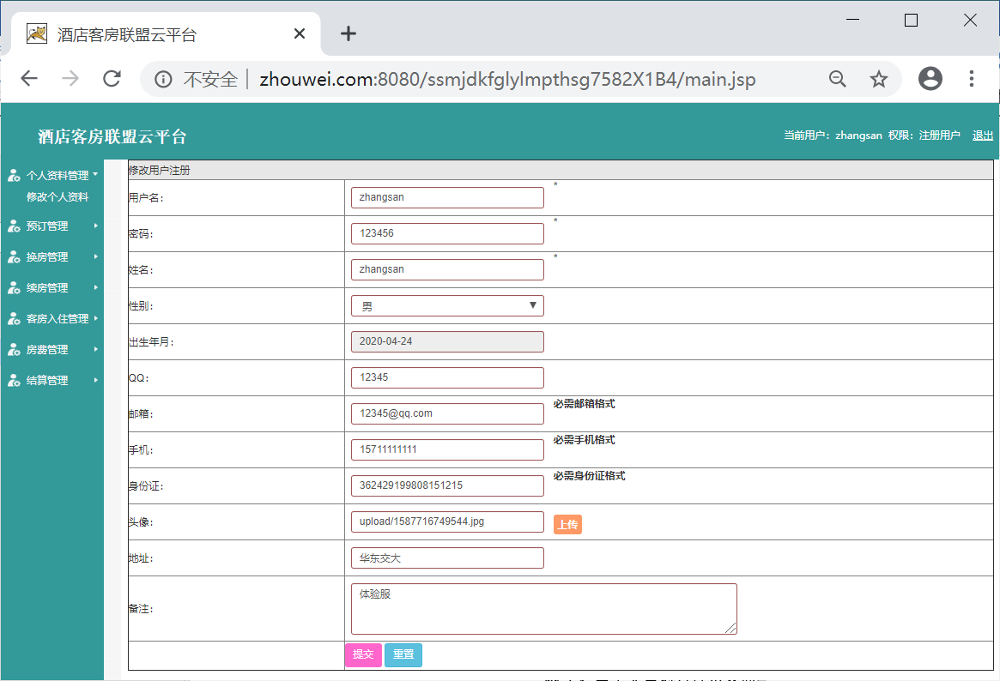 酒店客房联盟云平台
不安全 zhouwei.com:8080/ssmjdkfglylmpthsg7582X1B4/main.jsp
酒店客房联盟云平台
当前用户：zhangsan 权限：注册用户 退出
个人资料管理
修改个人资料
预订管理
换房管理
续房管理
客房入住管理
房费管理
结算管理
修改用户注册
用户名： zhangsan *
密码： 123456 *
姓名： zhangsan *
性别： 男
出生年月： 2020-04-24
QQ： 12345
邮箱： 12345@qq.com 必需邮箱格式
手机： 15711111111 必需手机格式
身份证： 362429199808151215 必需身份证格式
头像： upload/1587716749544.jpg 上传
地址： 华东交大
备注： 体验服
提交 重置